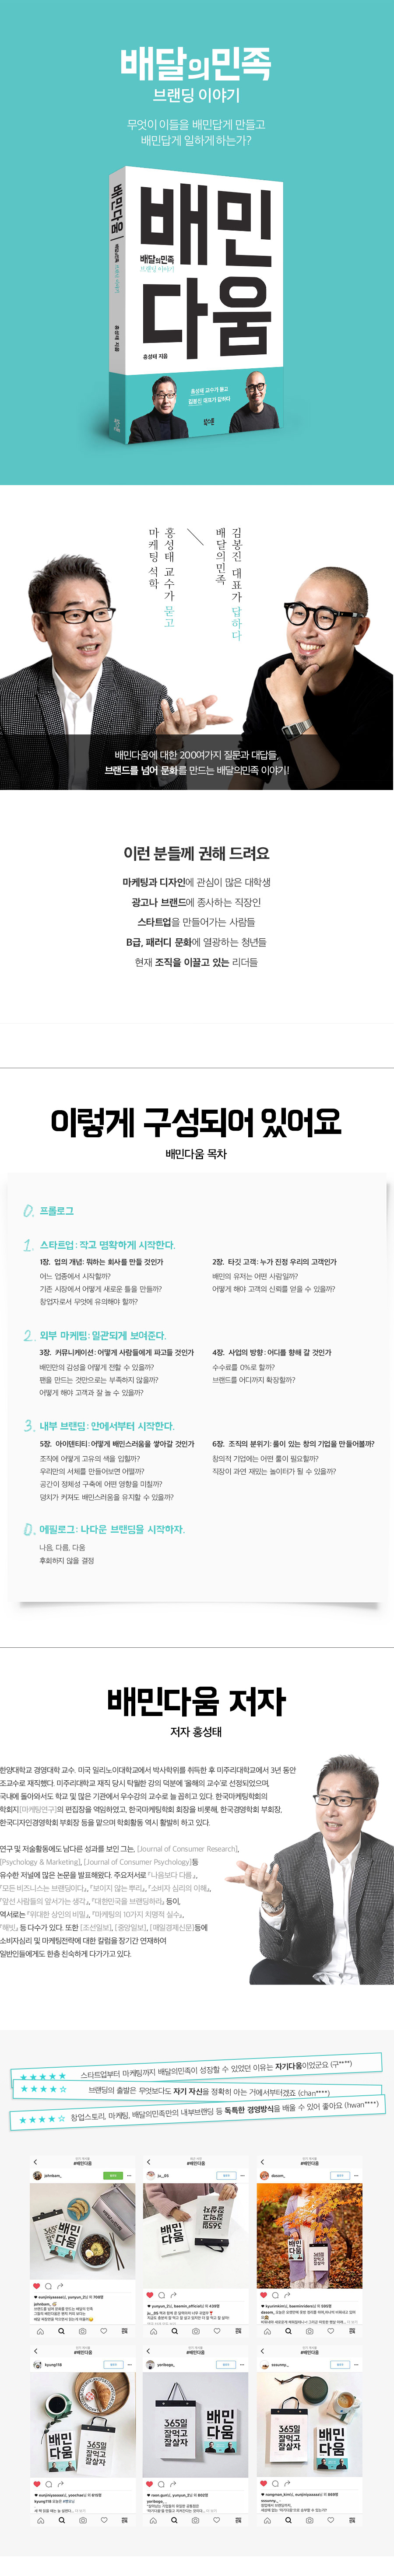 배달의민족
브랜딩 이야기
무엇이 이들을 배민답게 만들고
배민답게 일하게 하는가?
배민다움
배달의민족
브랜딩 이야기
홍성태 지음
배민
다움
배달의민족
브랜딩 이야기
홍성태 지음
홍성태 교수가 묻고
김봉진 대표가 답하다
북스톤
마케팅 석학
홍성태 교수가 묻고
배달의민족
김봉진 대표가 답하다
배민다움에 대한 200여가지 질문과 대답들,
브랜드를 넘어 문화를 만드는 배달의민족 이야기!
이런 분들께 권해 드려요
마케팅과 디자인에 관심이 많은 대학생
광고나 브랜드에 종사하는 직장인
스타트업을 만들어가는 사람들
B급, 패러디 문화에 열광하는 청년들
현재 조직을 이끌고 있는 리더들
이렇게 구성되어 있어요
배민다움 목차
0. 프롤로그
1. 스타트업: 작고 명확하게 시작한다.
1장. 업의 개념: 뭐하는 회사를 만들 것인가
어느 업종에서 시작할까?
기존 시장에서 어떻게 새로운 틀을 만들까?
창업자로서 무엇에 유의해야 할까?
2장. 타깃 고객: 누가 진정 우리의 고객인가
배민의 유저는 어떤 사람일까?
어떻게 해야 고객의 신뢰를 얻을 수 있을까?
2. 외부 마케팅: 일관되게 보여준다.
3장. 커뮤니케이션: 어떻게 사람들에게 파고들 것인가
배민만의 감성을 어떻게 전할 수 있을까?
팬을 만드는 것만으로는 부족하지 않을까?
어떻게 해야 고객과 잘 놀 수 있을까?
4장. 사업의 방향: 어디를 향해 갈 것인가
수수료를 0%로 할까?
브랜드를 어디까지 확장할까?
3. 내부 브랜딩: 안에서부터 시작한다.
5장. 아이덴티티: 어떻게 배민스러움을 쌓아갈 것인가
조직에 어떻게 고유의 색을 입힐까?
우리만의 서체를 만들어보면 어떨까?
공간이 정체성 구축에 어떤 영향을 미칠까?
덩치가 커져도 배민스러움을 유지할 수 있을까?
6장. 조직의 분위기: 룰이 있는 창의 기업을 만들어볼까?
창의적 기업에는 어떤 룰이 필요할까?
직장이 과연 재밌는 놀이터가 될 수 있을까?
0. 에필로그: 나다운 브랜딩을 시작하자.
나음, 다름, 다움
후회하지 않을 결정
배민다움 저자
저자 홍성태
한양대학교 경영대학 교수. 미국 일리노이대학교에서 박사학위를 취득한 후 미주리대학교에서 3년 동안
조교수로 재직했다. 미주리대학교 재직 당시 탁월한 강의 덕분에 '올해의 교수'로 선정되었으며,
국내에 돌아와서도 학교 및 많은 기관에서 우수강의 교수로 늘 꼽히고 있다. 한국마케팅학회의
학회지 [마케팅연구]의 편집장을 역임하였고, 한국마케팅학회 회장을 비롯해, 한국경영학회 부회장,
한국디자인경영학회 부회장 등을 맡으며 학회활동 역시 활발히 하고 있다.
연구 및 저술활동에도 남다른 성과를 보인 그는, [Journal of Consumer Research],
[Psychology & Marketing], [Journal of Consumer Psychology]등
유수한 저널에 많은 논문을 발표해왔다. 주요저서로 『나음보다 다름』,
『모든 비즈니스는 브랜딩이다』, 『보이지 않는 뿌리』, 『소비자 심리의 이해』,
『앞선 사람들의 앞서가는 생각』, 『대한민국을 브랜딩하라』 등이,
역서로는 『위대한 상인의 비밀』, 『마케팅의 10가지 치명적 실수』,
『해빗』 등 다수가 있다. 또한 [조선일보], [중앙일보], [매일경제신문]등에
소비자심리 및 마케팅전략에 대한 칼럼을 장기간 연재하여
일반인들에게도 한층 친숙하게 다가가고 있다.
★★★★★ 스타트업부터 마케팅까지 배달의민족이 성장할 수 있었던 이유는 자기다움이었군요 (구****)
★★★★☆ 브랜딩의 출발은 무엇보다도 자기 자신을 정확히 아는 거에서부터겠죠 (chan****)
★★★★☆ 창업스토리, 마케팅, 배달의민족만의 내부브랜딩 등 독특한 경영방식을 배울 수 있어 좋아요 (hwan****)
#배민다움
#배민다움
#배민다움
johnbam_
ju_05
dasom_
배민
다움
365일
잘먹고
잘살자
#배민다움
#배민다움
#배민다움
kyung118
yeribogo_
365일
잘먹고
잘살자
배민
다움
365일
잘먹고
잘살자
배민
다움
365일
잘먹고
잘살자
배민
다움